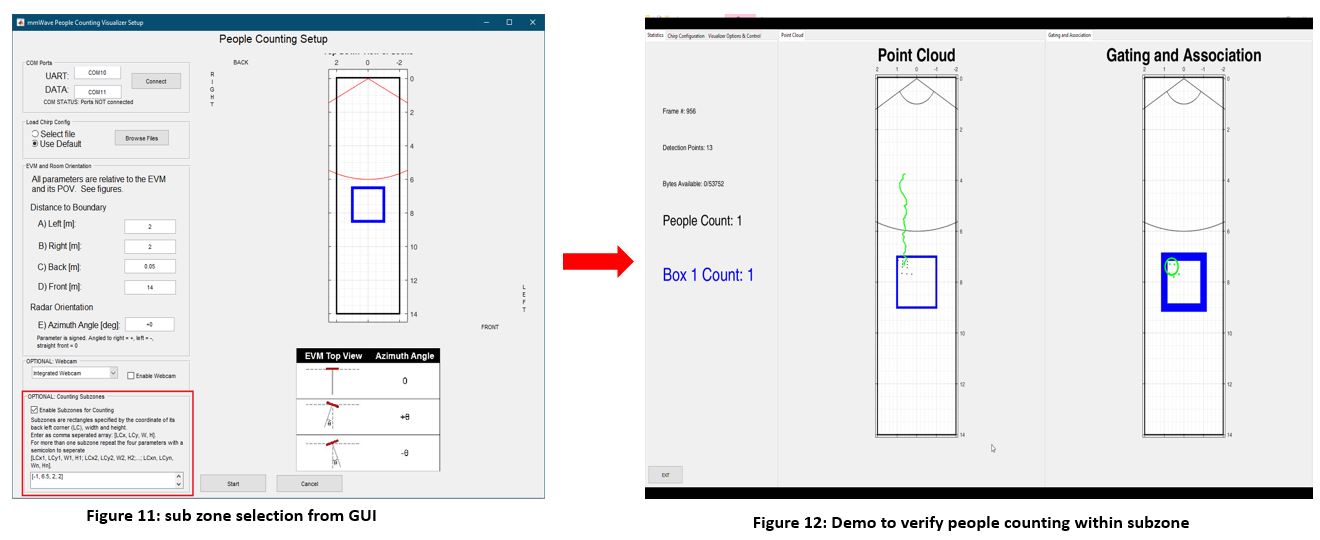 mmWave People Counting Visualizer Setup
People Counting Setup
COM Ports
UART: COM10
DATA: COM11
Connect
COM STATUS: Ports NOT connected
Load Chirp Config
Select file
Use Default
Browse Files
EVM and Room Orientation
All parameters are relative to the EVM
and its POV. See figures.
Distance to Boundary
A) Left [m]: 2
B) Right [m]: 2
C) Back [m]: 0.05
D) Front [m]: 14
Radar Orientation
E) Azimuth Angle [deg]: +0
Parameter is signed. Angled to right = +, left = -,
straight front = 0
OPTIONAL: Webcam
Integrated Webcam
Enable Webcam
OPTIONAL: Counting Subzones
Enable Subzones for Counting
Subzones are rectangles specified by the coordinate of its
back left corner (LC), width and height.
Enter as comma seperated array: [LCx, LCy, W, H].
For more than one subzone repeat the four parameters with a
semicolon to seperate
[LCx1, LCy1, W1, H1; LCx2, LCy2, W2, H2;...; LCxn, LCyn,
Wn, Hn].
[-1, 6.5, 2, 2]
BACK
RIGHT
LEFT
FRONT
2 0 -2
0
2
4
6
8
10
12
14
EVM Top View Azimuth Angle
0
+θ
θ
-θ
θ
Start
Cancel
Figure 11: sub zone selection from GUI
Statistics Chirp Configuration Visualizer Options & Control
Point Cloud
Gating and Association
Frame #: 956
Detection Points: 13
Bytes Available: 0/53752
People Count: 1
Box 1 Count: 1
EXIT
Point Cloud
2 1 0 -1 -2
0
2
4
6
8
10
12
14
Gating and Association
2 1 0 -1 -2
0
2
4
6
8
10
12
14
Figure 12: Demo to verify people counting within subzone